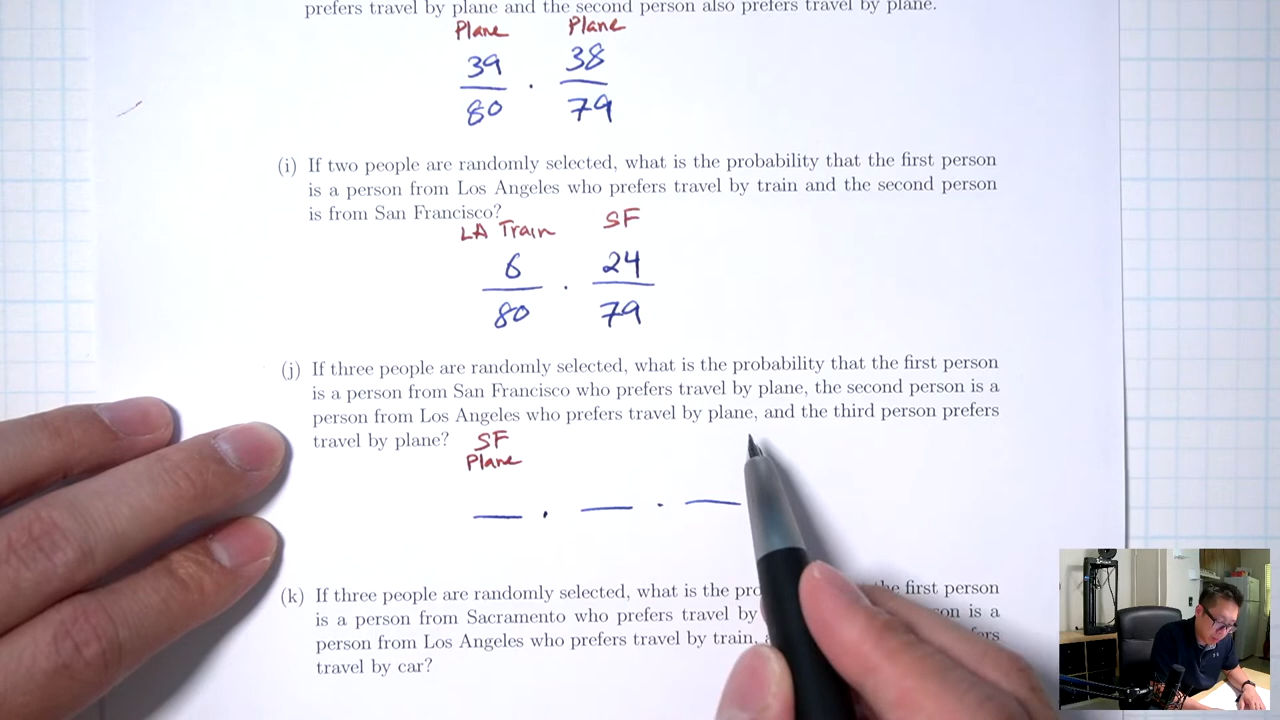 prefers travel by plane and the second person also prefers travel by plane.
Plane Plane
39 38
80 . 79
(i) If two people are randomly selected, what is the probability that the first person
is a person from Los Angeles who prefers travel by train and the second person
is from San Francisco?
LA Train SF
6 24
80 . 79
(j) If three people are randomly selected, what is the probability that the first person
is a person from San Francisco who prefers travel by plane, the second person is a
person from Los Angeles who prefers travel by plane, and the third person prefers
travel by plane? SF
Plane
(k) If three people are randomly selected, what is the first person
is a person from Sacramento who prefers travel by is a
person from Los Angeles who prefers travel by train,
travel by car?